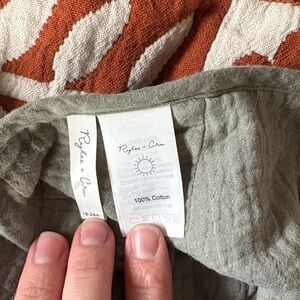 Rylee + Cru
18-24m
Rylee + Cru
100% Cotton